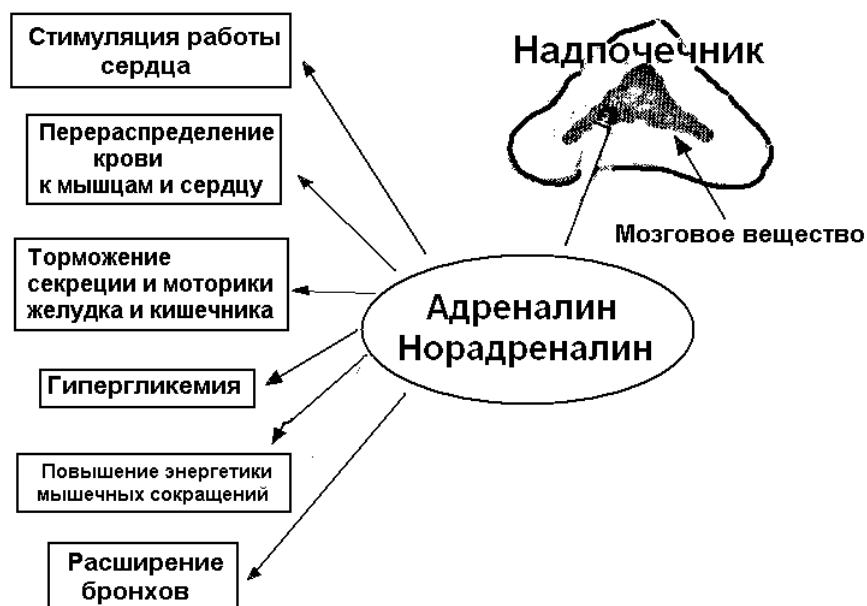 Стимуляция работы
сердца
Надпочечник
Перераспределение
крови
к мышцам и сердцу
Мозговое вещество
Торможение
секреции и моторики
желудка и кишечника
Адреналин
Норадреналин
Гипергликемия
Повышение энергетики
мышечных сокращений
Расширение
бронхов